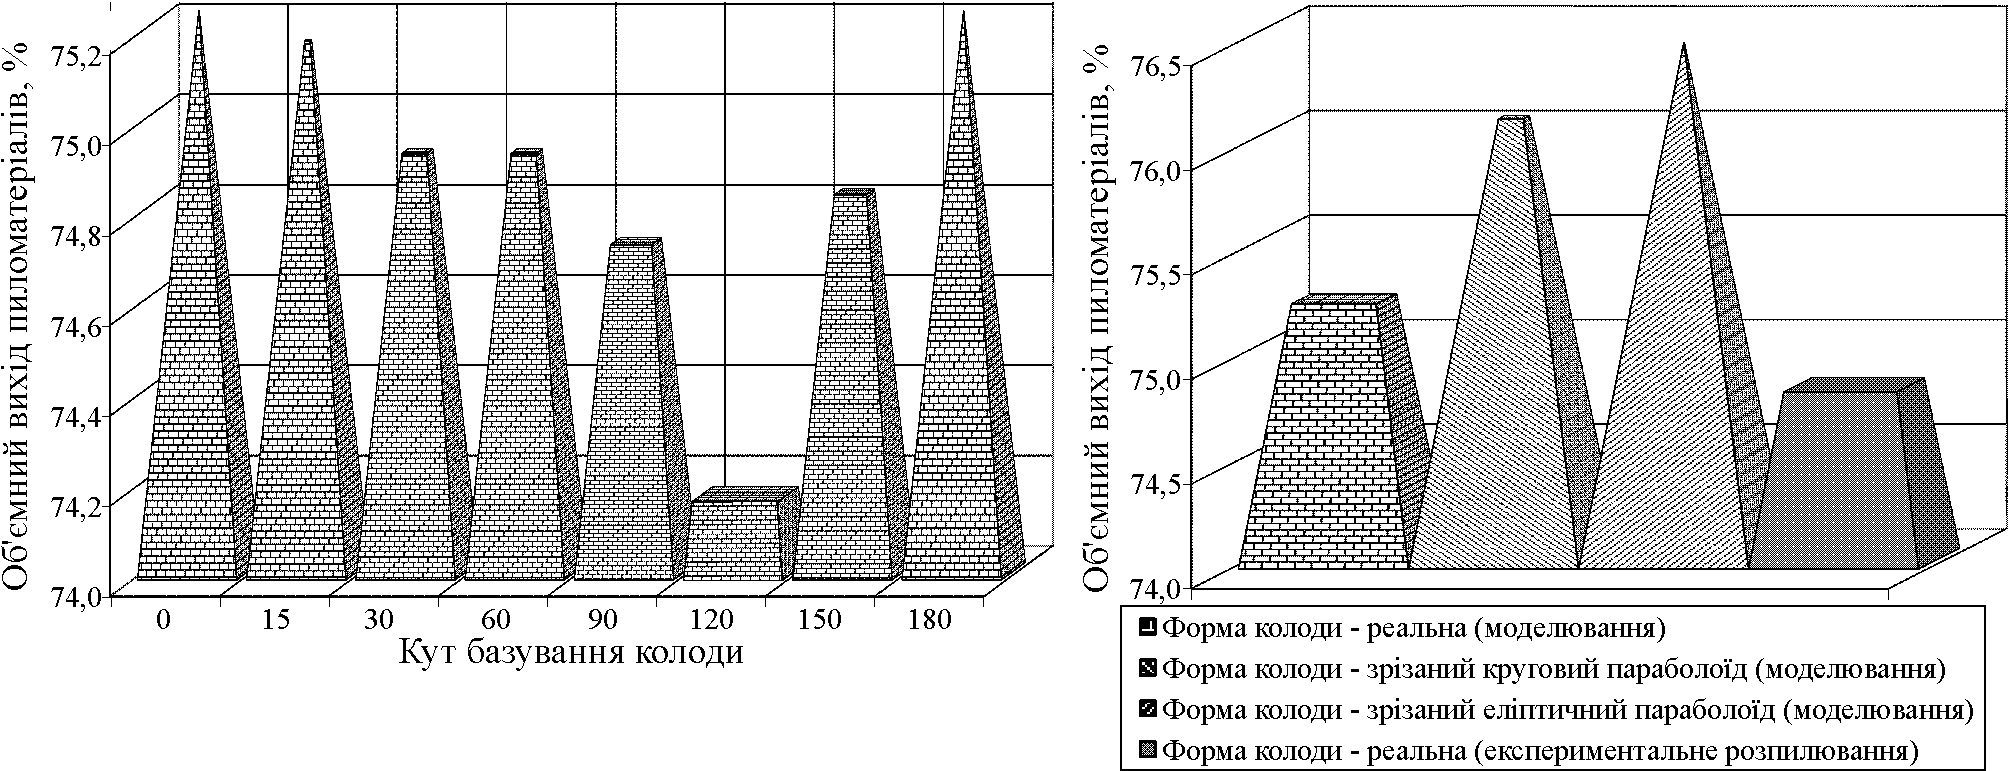 Об'ємний вихід пиломатеріалів, %
75,2
75,0
74,8
74,6
74,4
74,2
74,0
0 15 30 60 90 120 150 180
Кут базування колоди
Об'ємний вихід пиломатеріалів, %
76,5
76,0
75,5
75,0
74,5
74,0
Форма колоди - реальна (моделювання)
Форма колоди - зрізаний круговий параболоїд (моделювання)
Форма колоди - зрізаний еліптичний параболоїд (моделювання)
Форма колоди - реальна (експериментальне розпилювання)